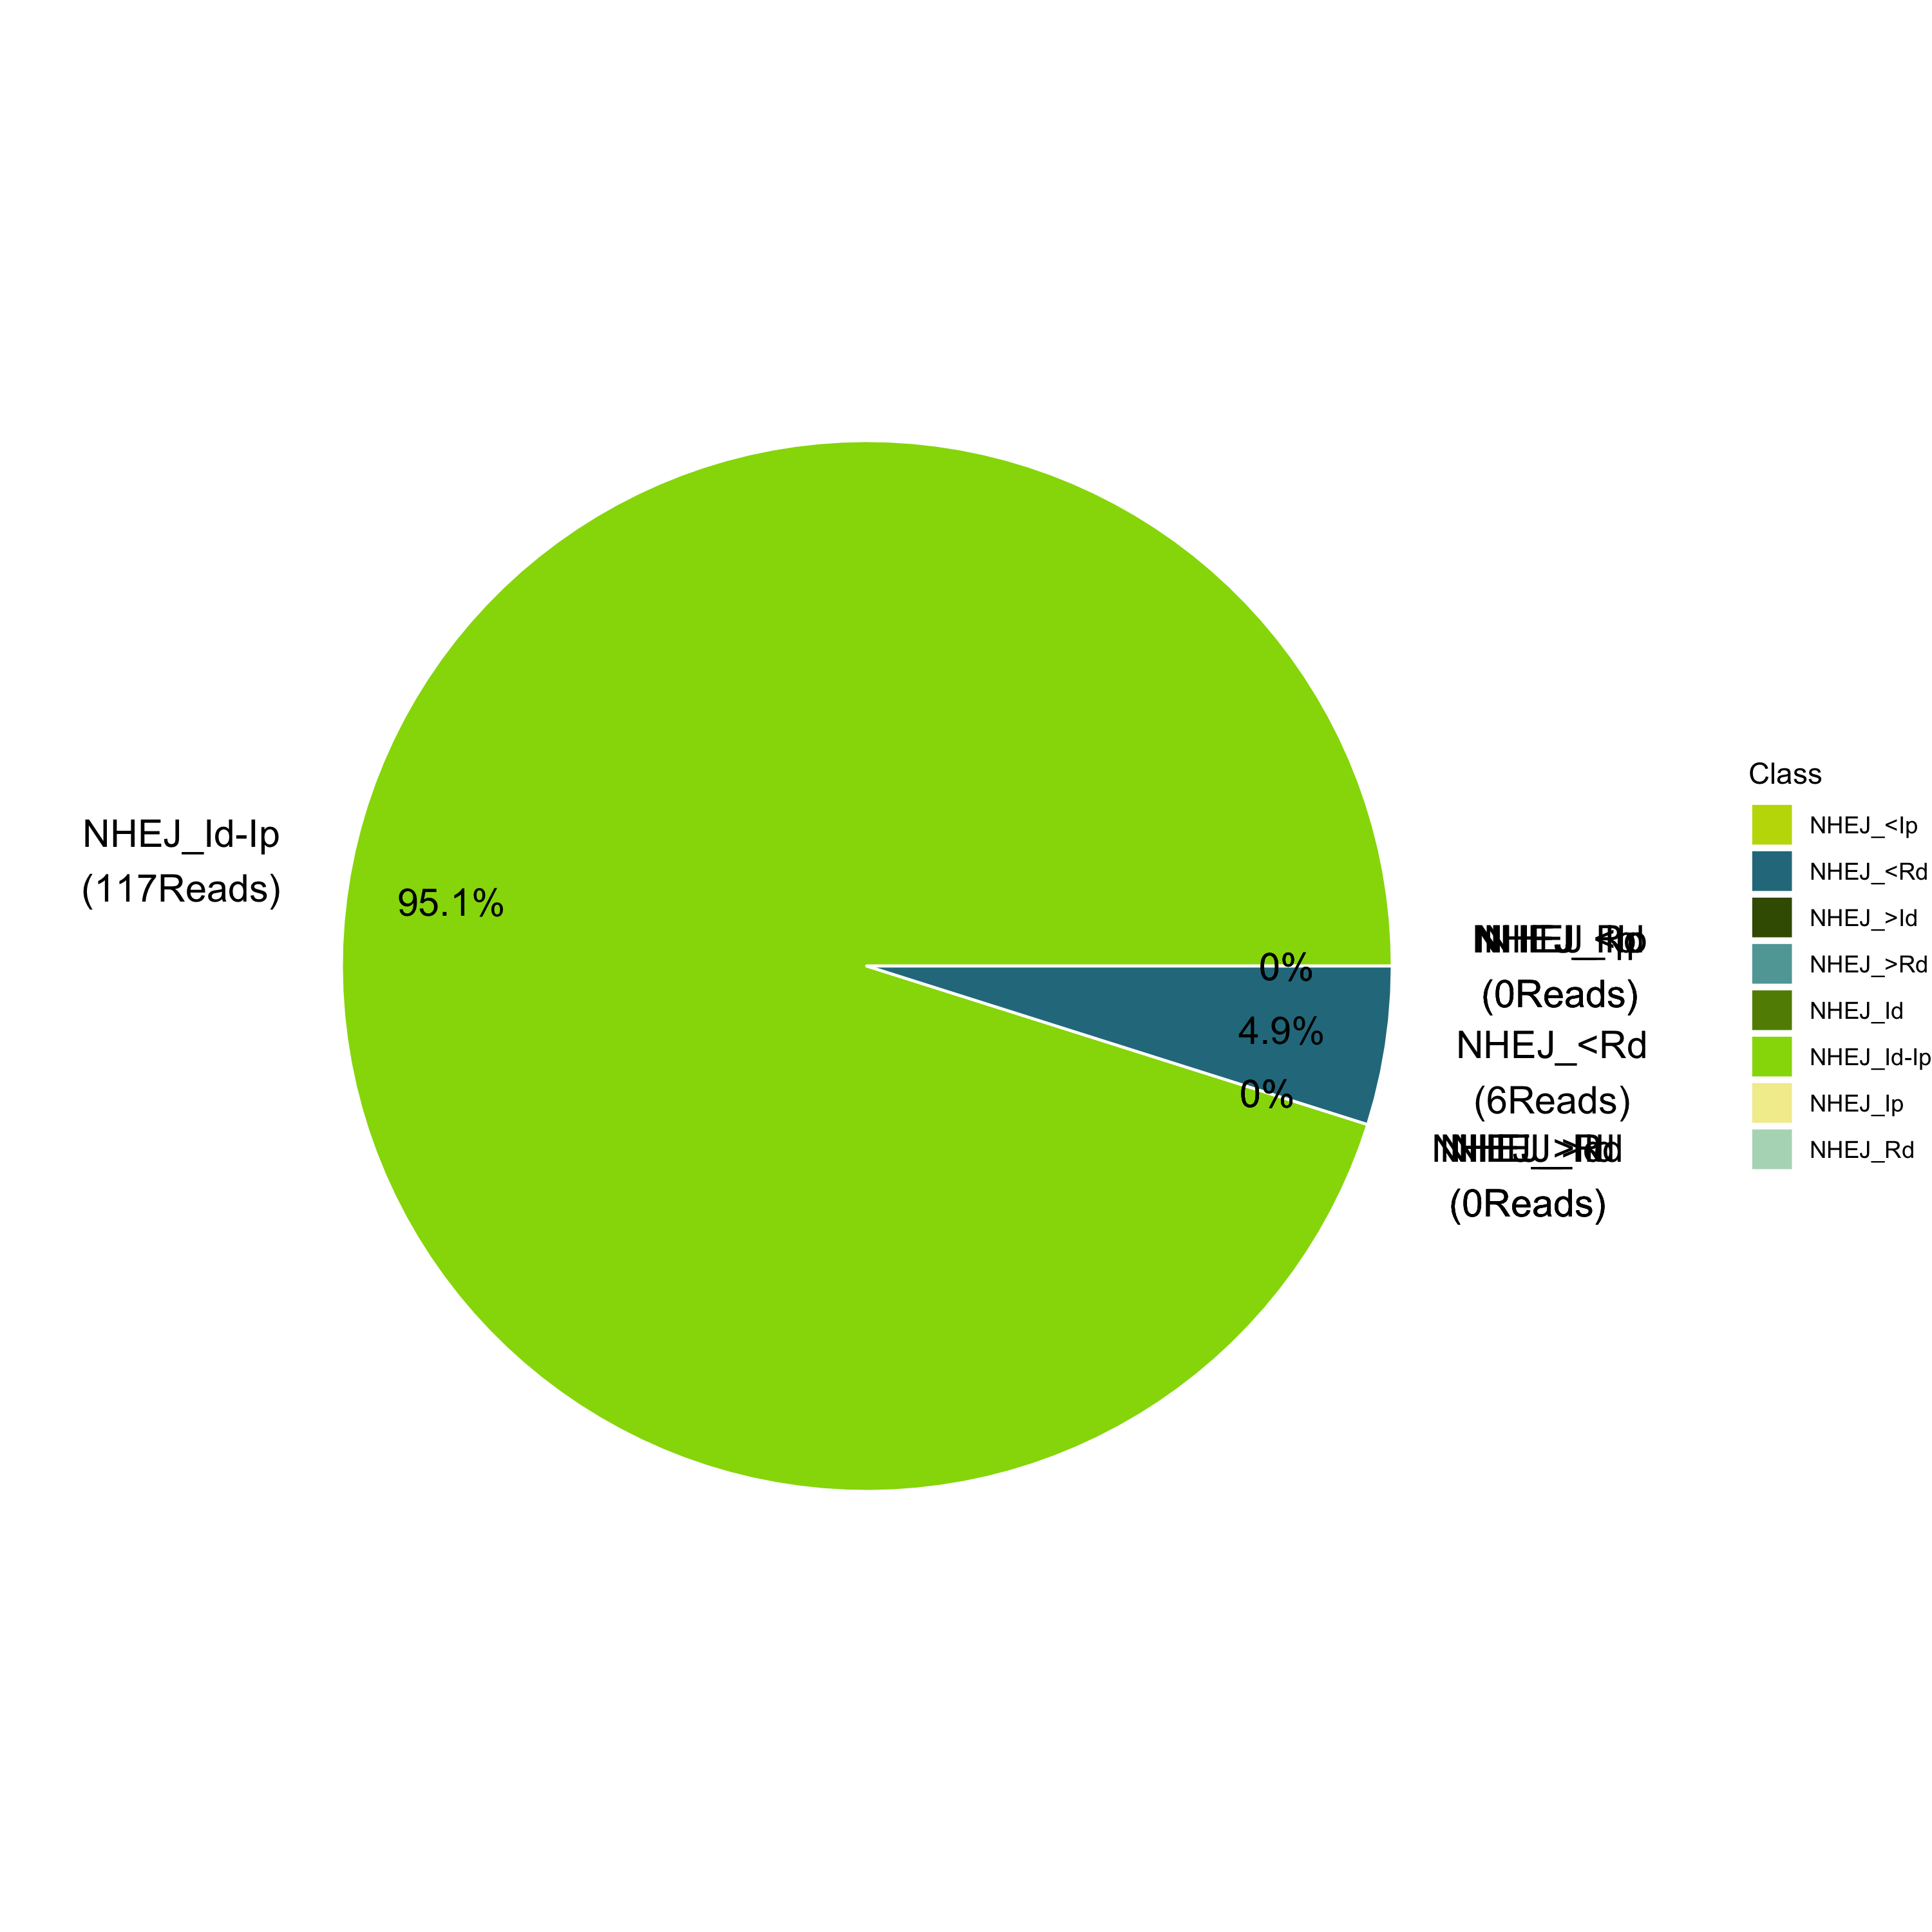 NHEJ_Id-Ip
(117Reads)
95.1%
0%
4.9%
0%
(0Reads)
NHEJ_<Rd
(6Reads)
(0Reads)
Class
NHEJ_<Ip
NHEJ_<Rd
NHEJ_>Id
NHEJ_>Rd
NHEJ_Id
NHEJ_Id-Ip
NHEJ_Ip
NHEJ_Rd